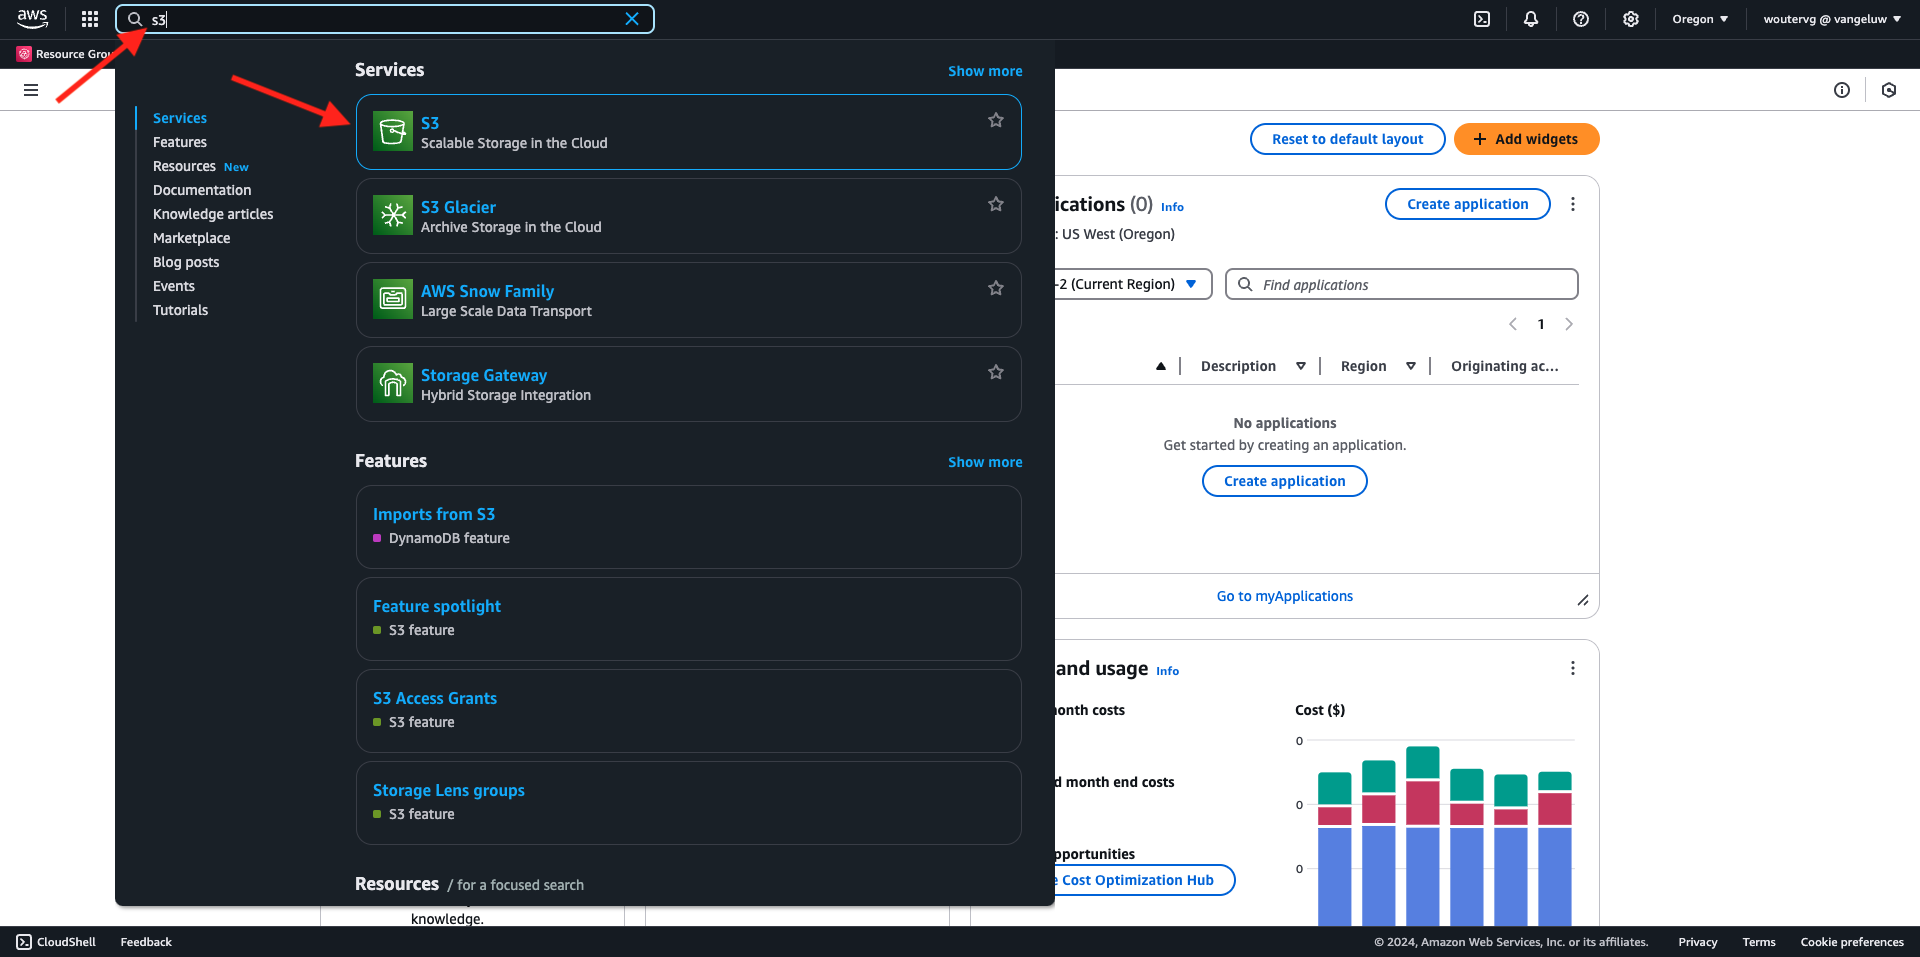 aws
s3
Oregon
woutervg @ vangeluw
Resource Grou
Services
Show more
Services
Features
Resources New
Documentation
Knowledge articles
Marketplace
Blog posts
Events
Tutorials
S3
Scalable Storage in the Cloud
S3 Glacier
Archive Storage in the Cloud
AWS Snow Family
Large Scale Data Transport
Storage Gateway
Hybrid Storage Integration
Features
Show more
Imports from S3
DynamoDB feature
Feature spotlight
S3 feature
S3 Access Grants
S3 feature
Storage Lens groups
S3 feature
Resources / for a focused search
knowledge.
Reset to default layout
+ Add widgets
ications (0) Info
Create application
: US West (Oregon)
-2 (Current Region)
Find applications
1
Description
Region
Originating ac...
No applications
Get started by creating an application.
Create application
Go to myApplications
and usage Info
onth costs
Cost ($)
0
d month end costs
0
pportunities
0
e Cost Optimization Hub
CloudShell
Feedback
© 2024, Amazon Web Services, Inc. or its affiliates.
Privacy
Terms
Cookie preferences